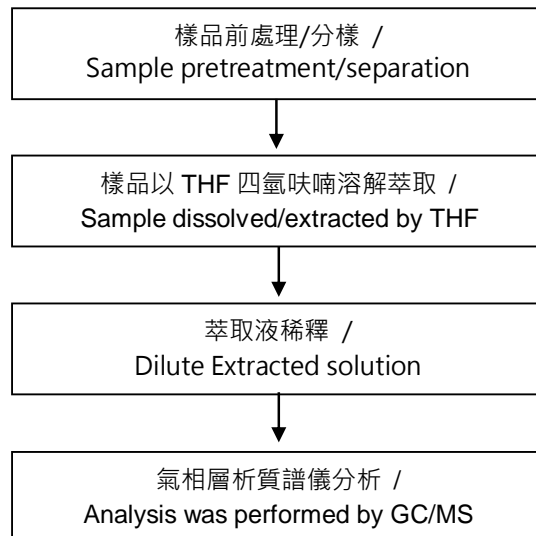 樣品前處理/分樣 /
Sample pretreatment/separation
樣品以 THF 四氫呋喃溶解萃取 /
Sample dissolved/extracted by THF
萃取液稀釋 /
Dilute Extracted solution
氣相層析質譜儀分析 /
Analysis was performed by GC/MS